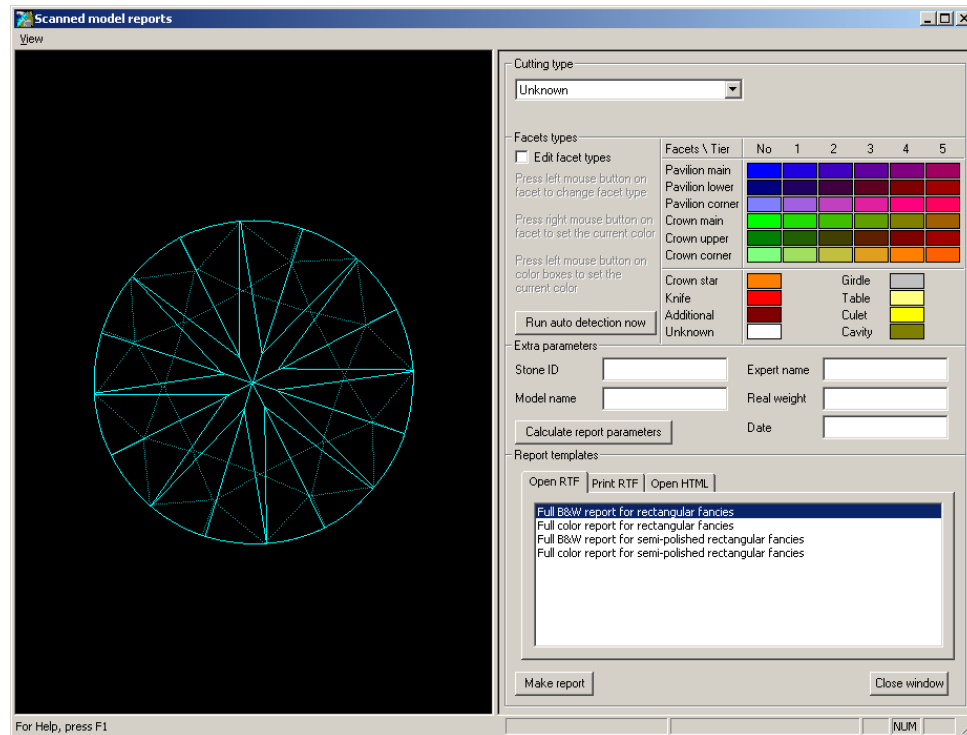 Scanned model reports
View
Cutting type
Unknown
Facets types
Edit facet types
Press left mouse button on
facet to change facet type
Press right mouse button on
facet to set the current color
Press left mouse button on
color boxes to set the
current color
Run auto detection now
Facets \ Tier No 1 2 3 4 5
Pavilion main
Pavilion lower
Pavilion corner
Crown main
Crown upper
Crown corner
Crown star Girdle
Knife Table
Additional Culet
Unknown Cavity
Extra parameters
Stone ID Expert name
Model name Real weight
Calculate report parameters Date
Report templates
Open RTF Print RTF Open HTML
Full B&W report for rectangular fancies
Full color report for rectangular fancies
Full B&W report for semi-polished rectangular fancies
Full color report for semi-polished rectangular fancies
Make report Close window
For Help, press F1 NUM